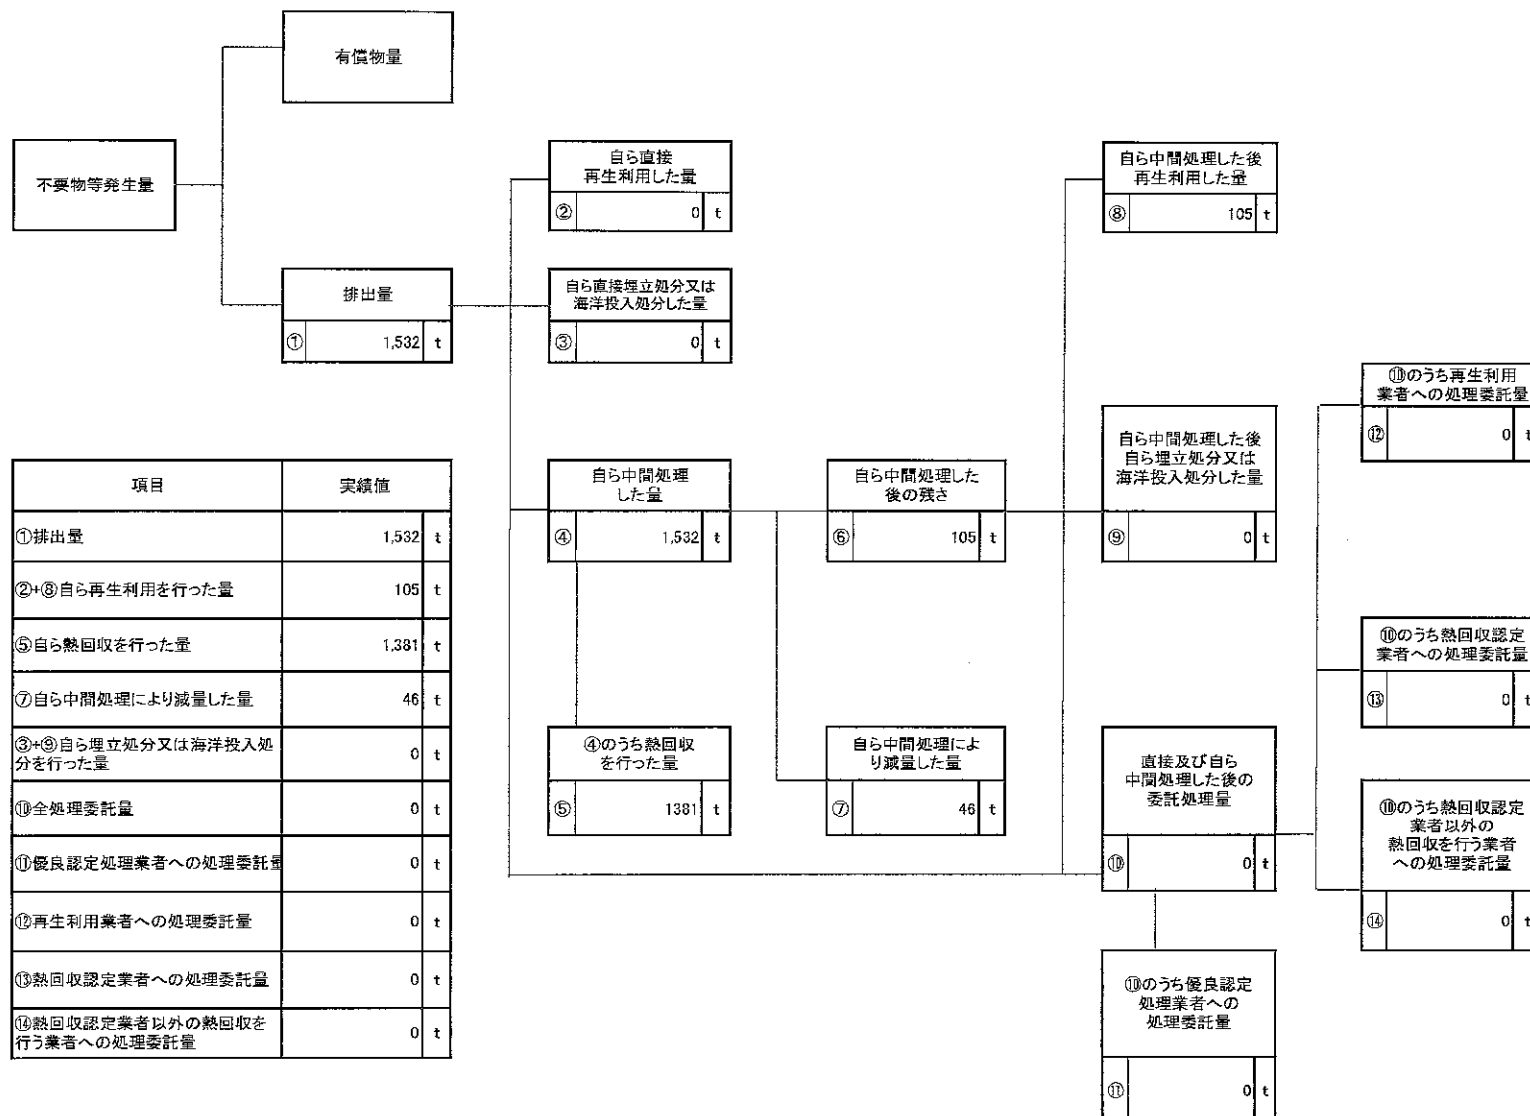 有償物量
不要物等発生量
排出量
① 1,532 t
自ら直接
再生利用した量
② 0 t
自ら直接埋立処分又は
海洋投入処分した量
③ 0 t
自ら中間処理した後
再生利用した量
⑧ 105 t
項目 実績値
①排出量 1,532 t
②+⑧自ら再生利用を行った量 105 t
⑤自ら熱回収を行った量 1,381 t
⑦自ら中間処理により減量した量 46 t
③+⑨自ら埋立処分又は海洋投入処
分を行った量 0 t
⑩全処理委託量 0 t
⑪優良認定処理業者への処理委託量 0 t
⑫再生利用業者への処理委託量 0 t
⑬熱回収認定業者への処理委託量 0 t
⑭熱回収認定業者以外の熱回収を
行う業者への処理委託量 0 t
自ら中間処理
した量
④ 1,532 t
④のうち熱回収
を行った量
⑤ 1381 t
自ら中間処理した
後の残さ
⑥ 105 t
自ら中間処理によ
り減量した量
⑦ 46 t
自ら中間処理した後
自ら埋立処分又は
海洋投入処分した量
⑨ 0 t
直接及び自ら
中間処理した後の
委託処理量
⑩ 0 t
⑩のうち優良認定
処理業者への
処理委託量
⑪ 0 t
⑩のうち再生利用
業者への処理委託量
⑫ 0 t
⑩のうち熱回収認定
業者への処理委託量
⑬ 0 t
⑩のうち熱回収認定
業者以外の
熱回収を行う業者
への処理委託量
⑭ 0 t